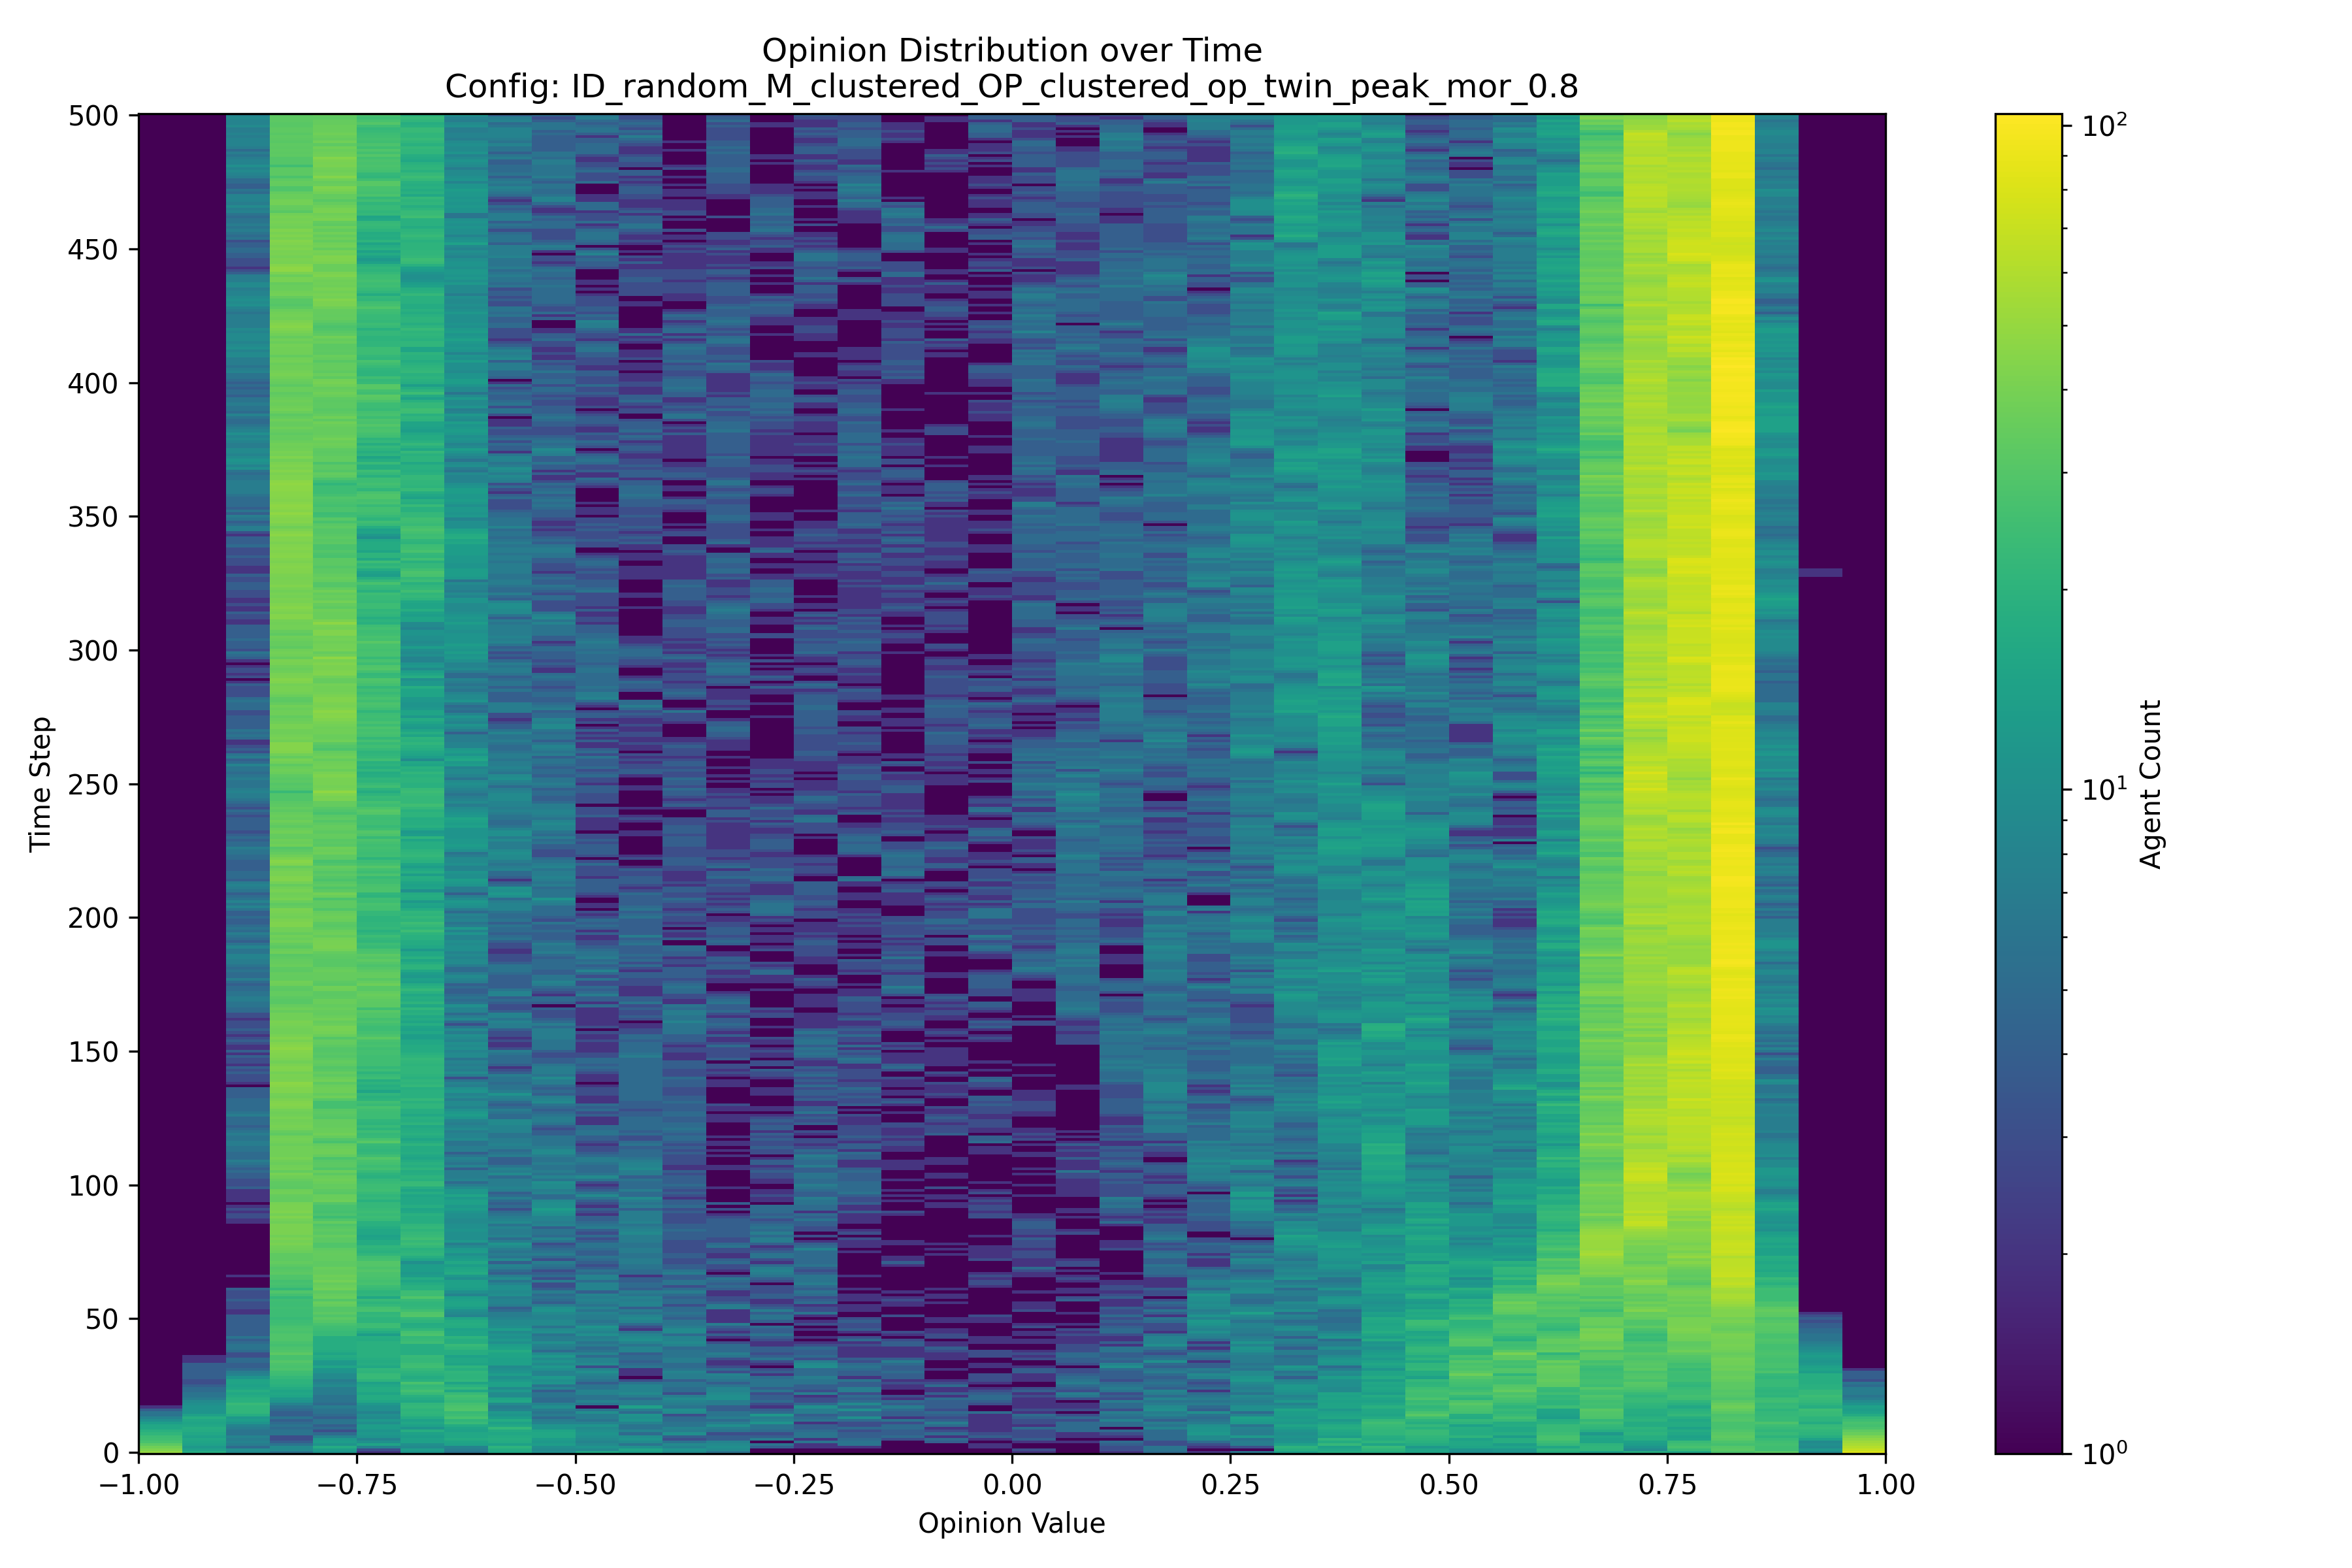 Opinion Distribution over Time
Config: ID_random_M_clustered_OP_clustered_op_twin_peak_mor_0.8
500
450
400
350
300
250
200
150
100
50
0
Time Step
−1.00 −0.75 −0.50 −0.25 0.00 0.25 0.50 0.75 1.00
Opinion Value
10²
10¹
10⁰
Agent Count